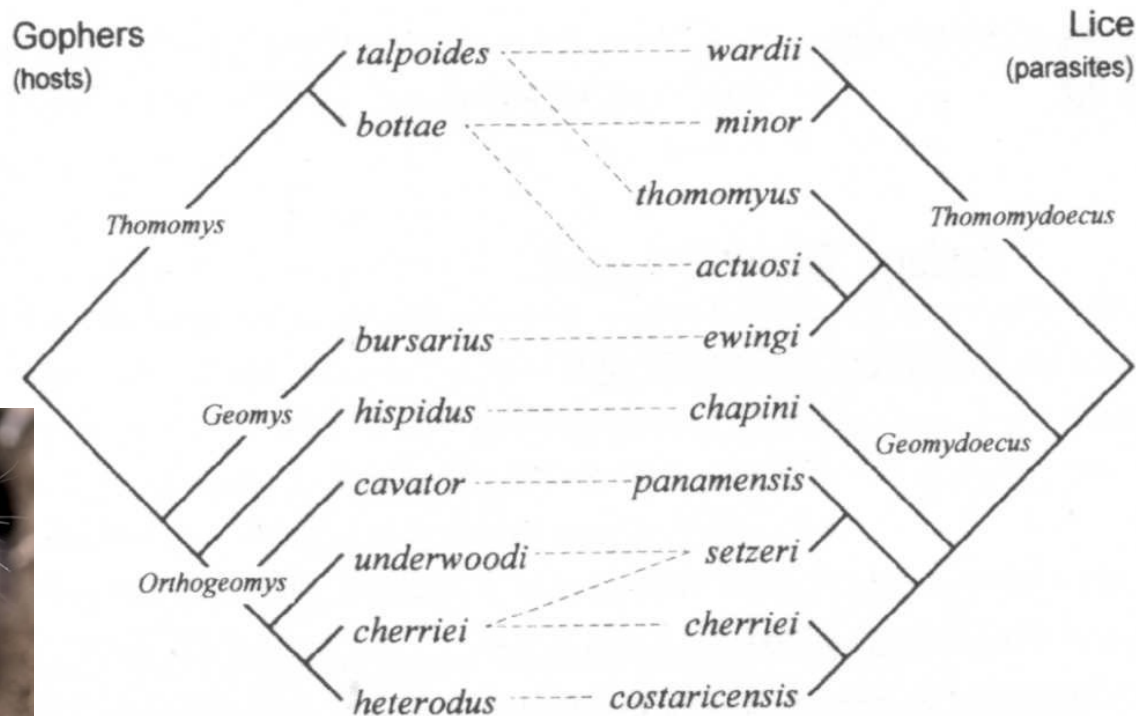 Gophers
(hosts)
Lice
(parasites)
talpoides
wardii
bottae
minor
thomomyus
Thomomys
Thomomydoecus
actuosi
bursarius
ewingi
Geomys
hispidus
chapini
Geomydoecus
cavator
panamensis
underwoodi
setzeri
Orthogeomys
cherriei
cherriei
heterodus
costaricensis